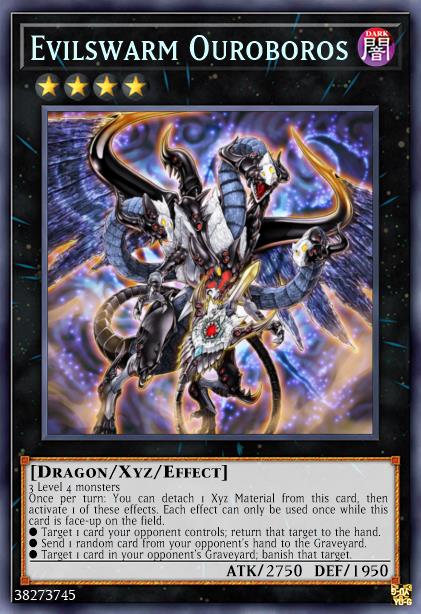 Evilswarm Ouroboros
DARK
闇
[Dragon/Xyz/Effect]
3 Level 4 monsters
Once per turn: You can detach 1 Xyz Material from this card, then
activate 1 of these effects. Each effect can only be used once while this
card is face-up on the field.
● Target 1 card your opponent controls; return that target to the hand.
● Send 1 random card from your opponent's hand to the Graveyard.
● Target 1 card in your opponent's Graveyard; banish that target.
ATK/2750 DEF/1950
38273745